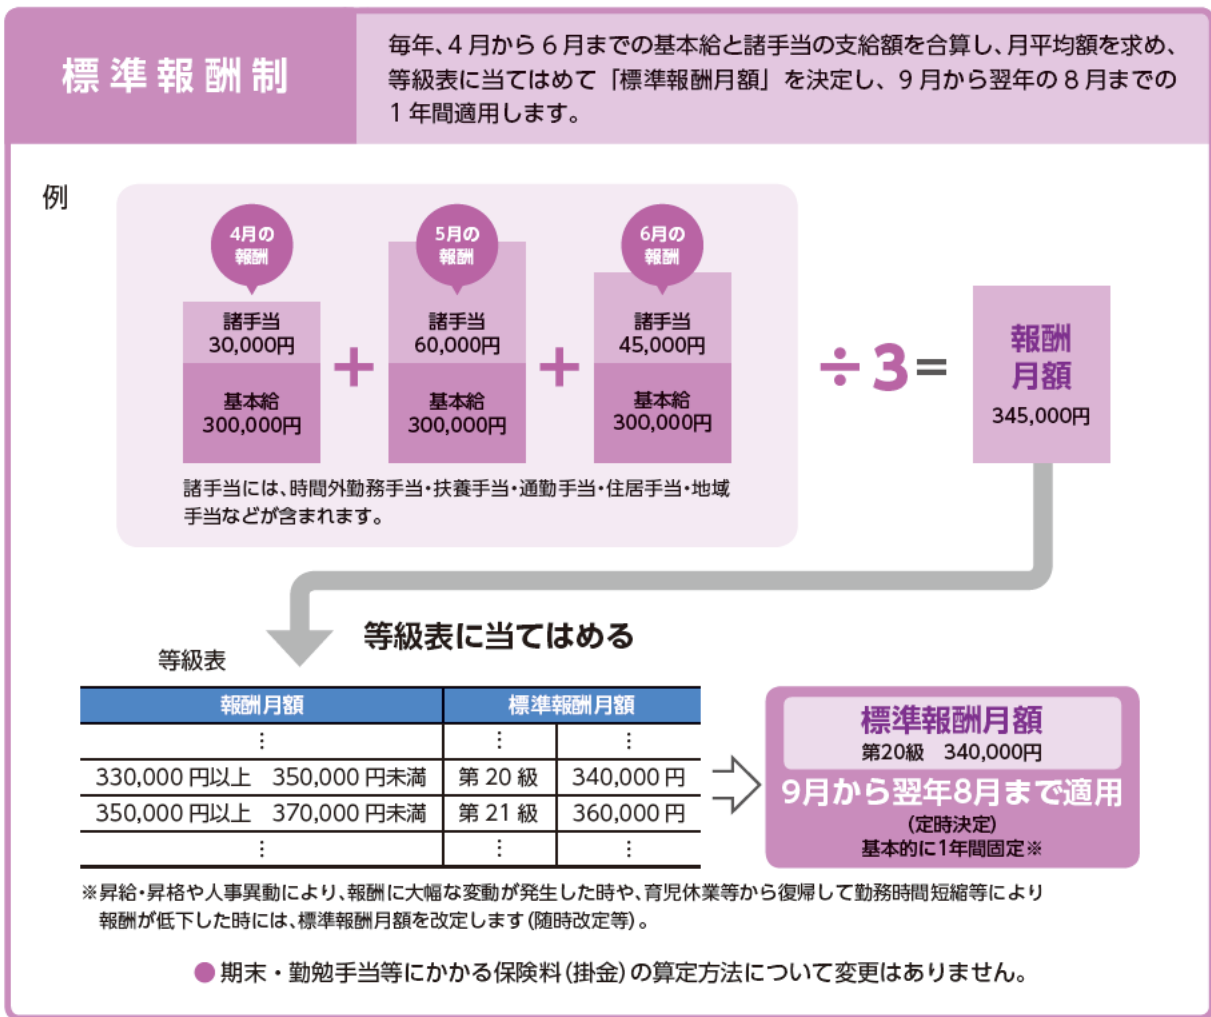 標準報酬制
毎年、4月から6月までの基本給と諸手当の支給額を合算し、月平均額を求め、
等級表に当てはめて「標準報酬月額」を決定し、9月から翌年の8月までの
1年間適用します。
例
4月の
報酬
諸手当
30,000円
基本給
300,000円
+
5月の
報酬
諸手当
60,000円
基本給
300,000円
+
6月の
報酬
諸手当
45,000円
基本給
300,000円
÷3=
報酬
月額
345,000円
諸手当には、時間外勤務手当・扶養手当・通勤手当・住居手当・地域
手当などが含まれます。
等級表に当てはめる
等級表
報酬月額 標準報酬月額
⋮ ⋮ ⋮
330,000円以上 350,000円未満 第20級 340,000円
350,000円以上 370,000円未満 第21級 360,000円
⋮ ⋮ ⋮
標準報酬月額
第20級 340,000円
9月から翌年8月まで適用
(定時決定)
基本的に1年間固定※
※昇給・昇格や人事異動により、報酬に大幅な変動が発生した時や、育児休業等から復帰して勤務時間短縮等により
報酬が低下した時には、標準報酬月額を改定します(随時改定等)。
●期末・勤勉手当等にかかる保険料(掛金)の算定方法について変更はありません。